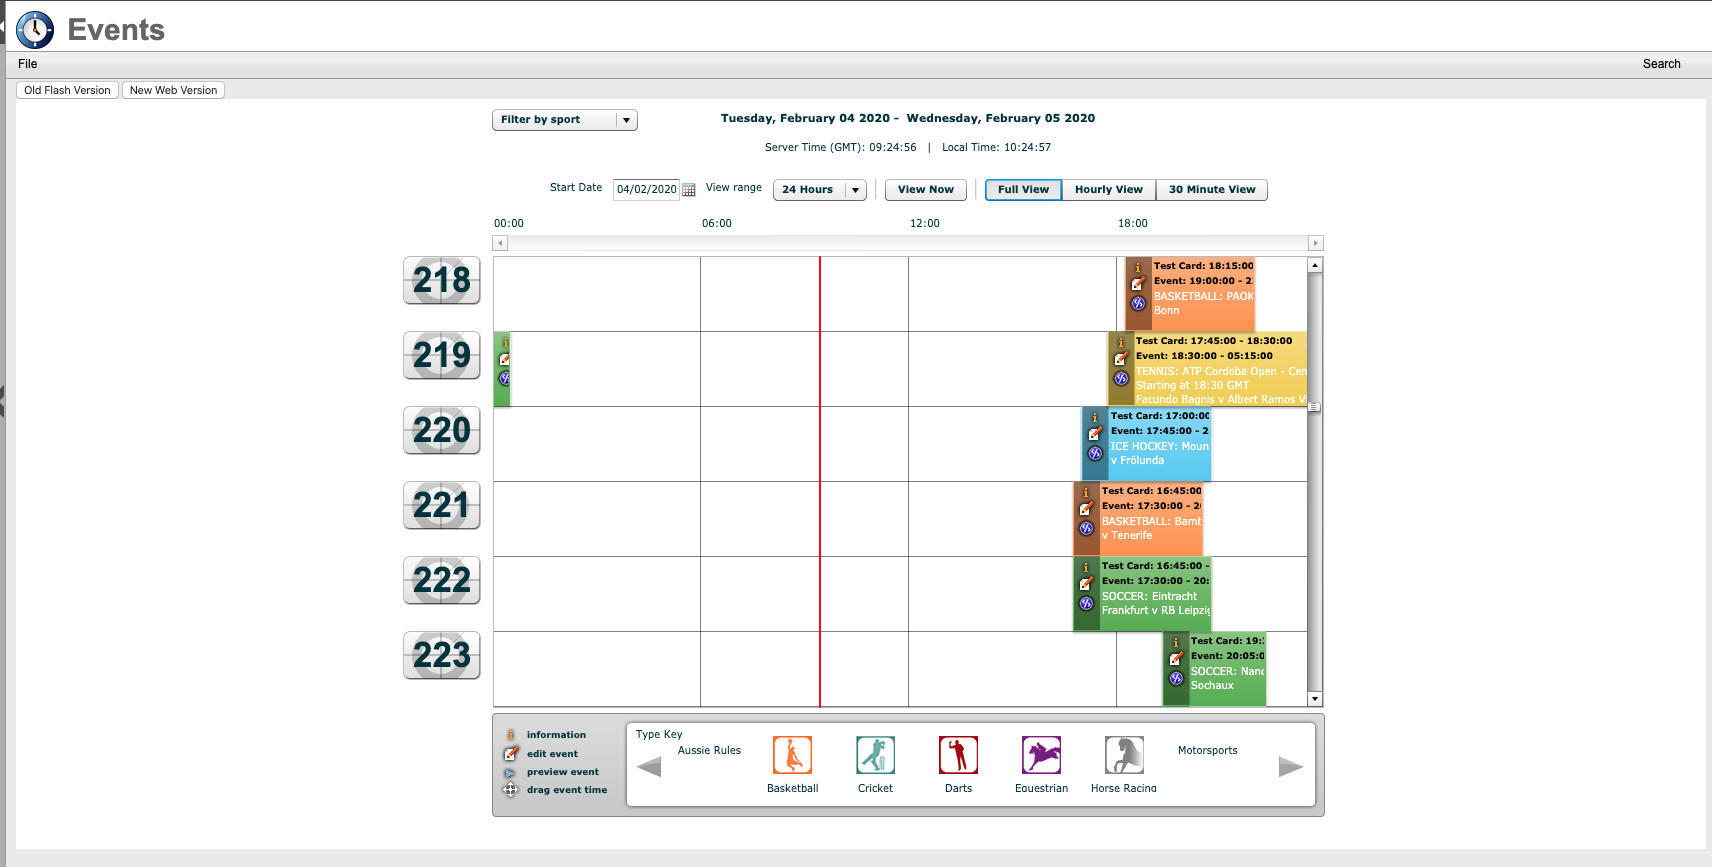 Events
File
Search
Old Flash Version
New Web Version
Filter by sport
Tuesday, February 04 2020 - Wednesday, February 05 2020
Server Time (GMT): 09:24:56 | Local Time: 10:24:57
Start Date
04/02/2020
View range
24 Hours
View Now
Full View
Hourly View
30 Minute View
00:00
06:00
12:00
18:00
218
Test Card: 18:15:00
Event: 19:00:00 - 2
BASKETBALL: PAOK
Bonn
219
Test Card: 17:45:00 - 18:30:00
Event: 18:30:00 - 05:15:00
TENNIS: ATP Cordoba Open - Cen
Starting at 18:30 GMT
Facundo Bagnis v Albert Ramos V
220
Test Card: 17:00:00
Event: 17:45:00 - 2
ICE HOCKEY: Moun
v Frölunda
221
Test Card: 16:45:00
Event: 17:30:00 - 2
BASKETBALL: Bamb
v Tenerife
222
Test Card: 16:45:00 -
Event: 17:30:00 - 20:
SOCCER: Eintracht
Frankfurt v RB Leipzig
223
Test Card: 19:
Event: 20:05:0
SOCCER: Nanc
Sochaux
information
edit event
preview event
drag event time
Type Key
Aussie Rules
Basketball
Cricket
Darts
Equestrian
Horse Racing
Motorsports